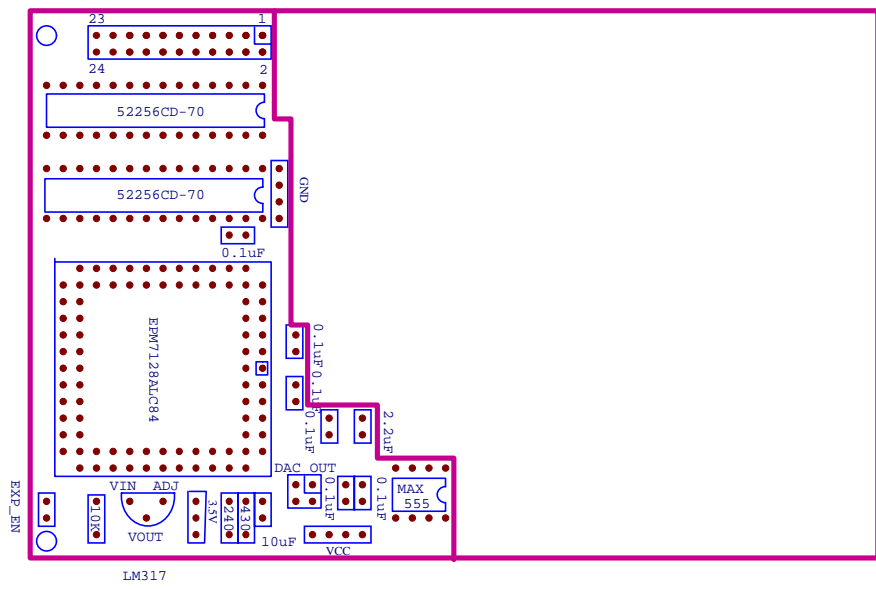 23 1
24 2
52256CD-70
52256CD-70
GND
0.1uF
EPM7128ALC84
0.1uF
0.1uF
0.1uF
2.2uF
DAC OUT
VIN ADJ
EXP_EN
10K
VOUT
3.5V
240
430
10uF
0.1uF
0.1uF
MAX
555
VCC
LM317